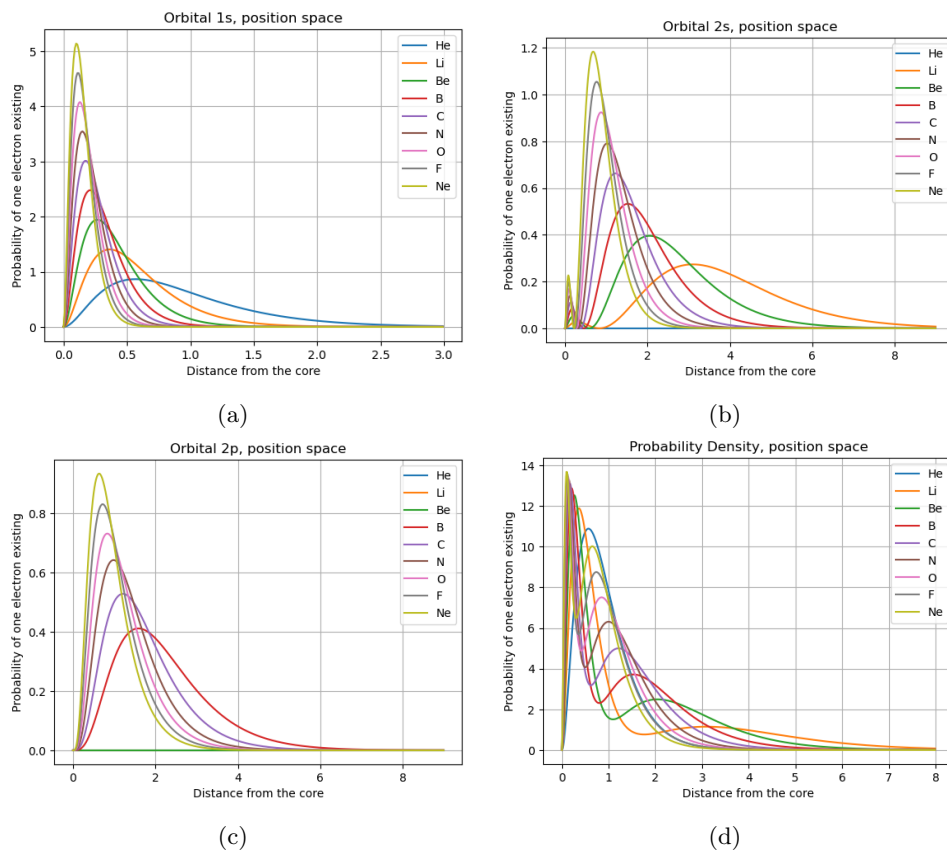 Orbital 1s, position space
Probability of one electron existing
5
4
3
2
1
0
0.0 0.5 1.0 1.5 2.0 2.5 3.0
Distance from the core
He
Li
Be
B
C
N
O
F
Ne
(a)
Orbital 2s, position space
Probability of one electron existing
1.2
1.0
0.8
0.6
0.4
0.2
0.0
0 2 4 6 8
Distance from the core
He
Li
Be
B
C
N
O
F
Ne
(b)
Orbital 2p, position space
Probability of one electron existing
0.8
0.6
0.4
0.2
0.0
0 2 4 6 8
Distance from the core
He
Li
Be
B
C
N
O
F
Ne
(c)
Probability Density, position space
Probability of one electron existing
14
12
10
8
6
4
2
0
0 1 2 3 4 5 6 7 8
Distance from the core
He
Li
Be
B
C
N
O
F
Ne
(d)